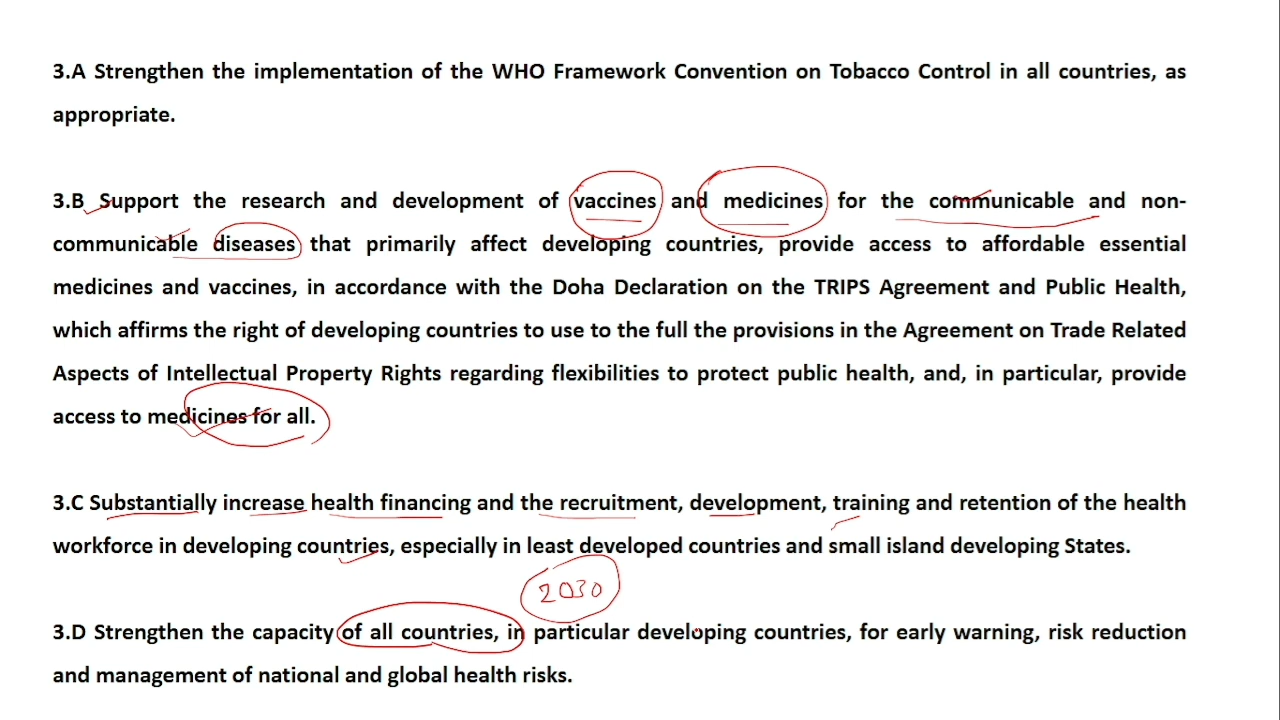 3.A Strengthen the implementation of the WHO Framework Convention on Tobacco Control in all countries, as
appropriate.
3.B Support the research and development of vaccines and medicines for the communicable and non-
communicable diseases that primarily affect developing countries, provide access to affordable essential
medicines and vaccines, in accordance with the Doha Declaration on the TRIPS Agreement and Public Health,
which affirms the right of developing countries to use to the full the provisions in the Agreement on Trade Related
Aspects of Intellectual Property Rights regarding flexibilities to protect public health, and, in particular, provide
access to medicines for all.
3.C Substantially increase health financing and the recruitment, development, training and retention of the health
workforce in developing countries, especially in least developed countries and small island developing States.
2030
3.D Strengthen the capacity of all countries, in particular developing countries, for early warning, risk reduction
and management of national and global health risks.